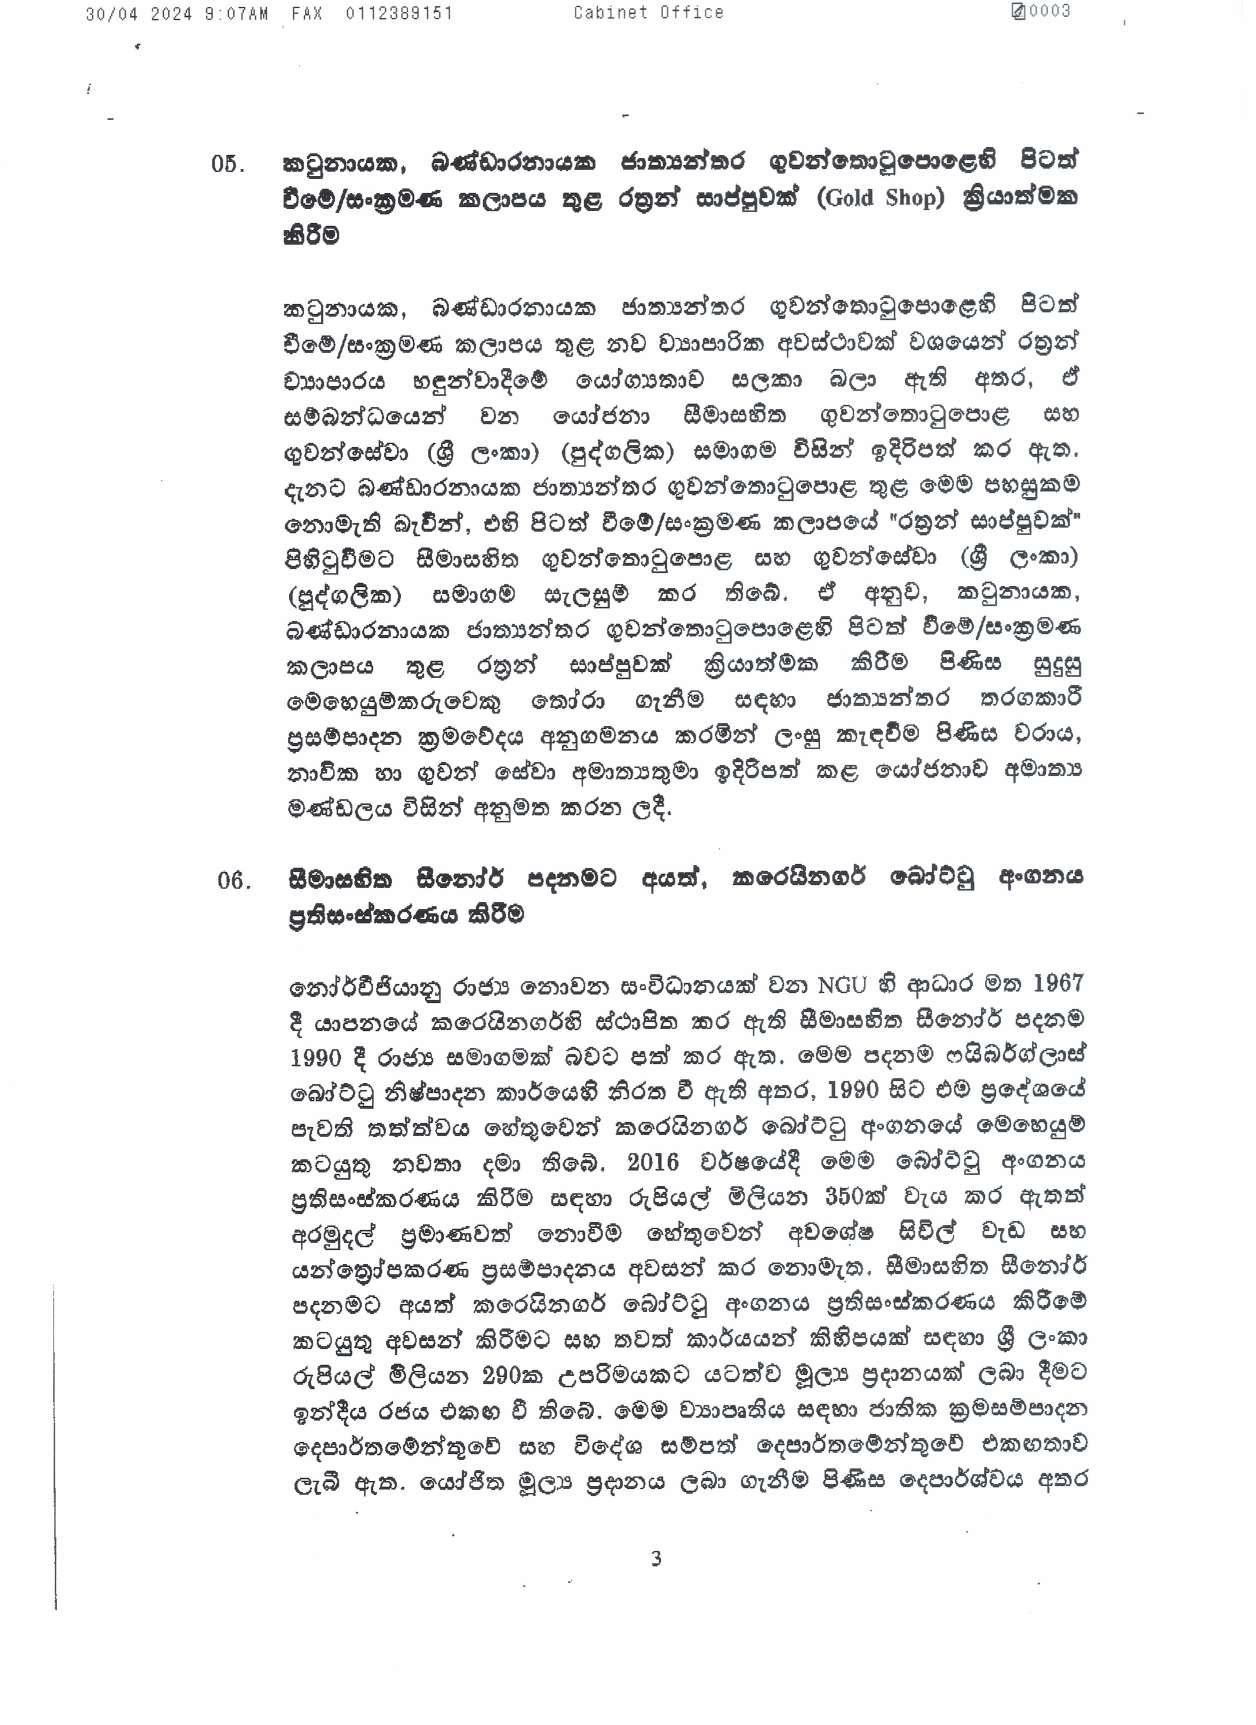 30/04 2024 9:07AM FAX 0112389151 Cabinet Office 0003
05. කටුනායක, බණ්ඩාරනායක ජාත්‍යන්තර ගුවන්තොටුපොළෙහි පිටත්
වීමේ/සංක්‍රමණ කලාපය තුළ රත්‍රන් සාප්පුවක් (Gold Shop) ක්‍රියාත්මක
කිරීම
කටුනායක, බණ්ඩාරනායක ජාත්‍යන්තර ගුවන්තොටුපොළෙහි පිටත්
වීමේ/සංක්‍රමණ කලාපය තුළ නව ව්‍යාපාරික අවස්ථාවක් වශයෙන් රත්‍රන්
ව්‍යාපාරය හඳුන්වාදීමේ යෝග්‍යතාව සලකා බලා ඇති අතර, ඒ
සම්බන්ධයෙන් වන යෝජනා සීමාසහිත ගුවන්තොටුපොළ සහ
ගුවන්සේවා (ශ්‍රී ලංකා) (පුද්ගලික) සමාගම විසින් ඉදිරිපත් කර ඇත.
දැනට බණ්ඩාරනායක ජාත්‍යන්තර ගුවන්තොටුපොළ තුළ මෙම පහසුකම
නොමැති බැවින්, එහි පිටත් වීමේ/සංක්‍රමණ කලාපයේ "රත්‍රන් සාප්පුවක්"
පිහිටුවීමට සීමාසහිත ගුවන්තොටුපොළ සහ ගුවන්සේවා (ශ්‍රී ලංකා)
(පුද්ගලික) සමාගම සැලසුම් කර තිබේ. ඒ අනුව, කටුනායක,
බණ්ඩාරනායක ජාත්‍යන්තර ගුවන්තොටුපොළෙහි පිටත් වීමේ/සංක්‍රමණ
කලාපය තුළ රත්‍රන් සාප්පුවක් ක්‍රියාත්මක කිරීම පිණිස සුදුසු
මෙහෙයුම්කරුවෙකු තෝරා ගැනීම සඳහා ජාත්‍යන්තර තරගකාරී
ප්‍රසම්පාදන ක්‍රමවේදය අනුගමනය කරමින් ලංසු කැඳවීම පිණිස වරාය,
නාවික හා ගුවන් සේවා අමාත්‍යතුමා ඉදිරිපත් කළ යෝජනාව අමාත්‍ය
මණ්ඩලය විසින් අනුමත කරන ලදී.
06. සීමාසහිත සීනෝර් පදනමට අයත්, කරෙයිනගර් බෝට්ටු අංගනය
ප්‍රතිසංස්කරණය කිරීම
නෝර්වීජියානු රාජ්‍ය නොවන සංවිධානයක් වන NGU හි ආධාර මත 1967
දී යාපනයේ කරෙයිනගර්හි ස්ථාපිත කර ඇති සීමාසහිත සීනෝර් පදනම
1990 දී රාජ්‍ය සමාගමක් බවට පත් කර ඇත. මෙම පදනම ෆයිබර්ග්ලාස්
බෝට්ටු නිෂ්පාදන කාර්යෙහි නිරත වී ඇති අතර, 1990 සිට එම ප්‍රදේශයේ
පැවති තත්ත්වය හේතුවෙන් කරෙයිනගර් බෝට්ටු අංගනයේ මෙහෙයුම්
කටයුතු නවතා දමා තිබේ. 2016 වර්ෂයේදී මෙම බෝට්ටු අංගනය
ප්‍රතිසංස්කරණය කිරීම සඳහා රුපියල් මිලියන 350ක් වැය කර ඇතත්
අරමුදල් ප්‍රමාණවත් නොවීම හේතුවෙන් අවශේෂ සිවිල් වැඩ සහ
යන්ත්‍රෝපකරණ ප්‍රසම්පාදනය අවසන් කර නොමැත. සීමාසහිත සීනෝර්
පදනමට අයත් කරෙයිනගර් බෝට්ටු අංගනය ප්‍රතිසංස්කරණය කිරීමේ
කටයුතු අවසන් කිරීමට සහ තවත් කාර්යයන් කිහිපයක් සඳහා ශ්‍රී ලංකා
රුපියල් මිලියන 290ක උපරිමයකට යටත්ව මූල්‍ය ප්‍රදානයක් ලබා දීමට
ඉන්දීය රජය එකඟ වී තිබේ. මෙම ව්‍යාපෘතිය සඳහා ජාතික ක්‍රමසම්පාදන
දෙපාර්තමේන්තුවේ සහ විදේශ සම්පත් දෙපාර්තමේන්තුවේ එකඟතාව
ලැබී ඇත. යෝජිත මූල්‍ය ප්‍රදානය ලබා ගැනීම පිණිස දෙපාර්ශ්වය අතර
3